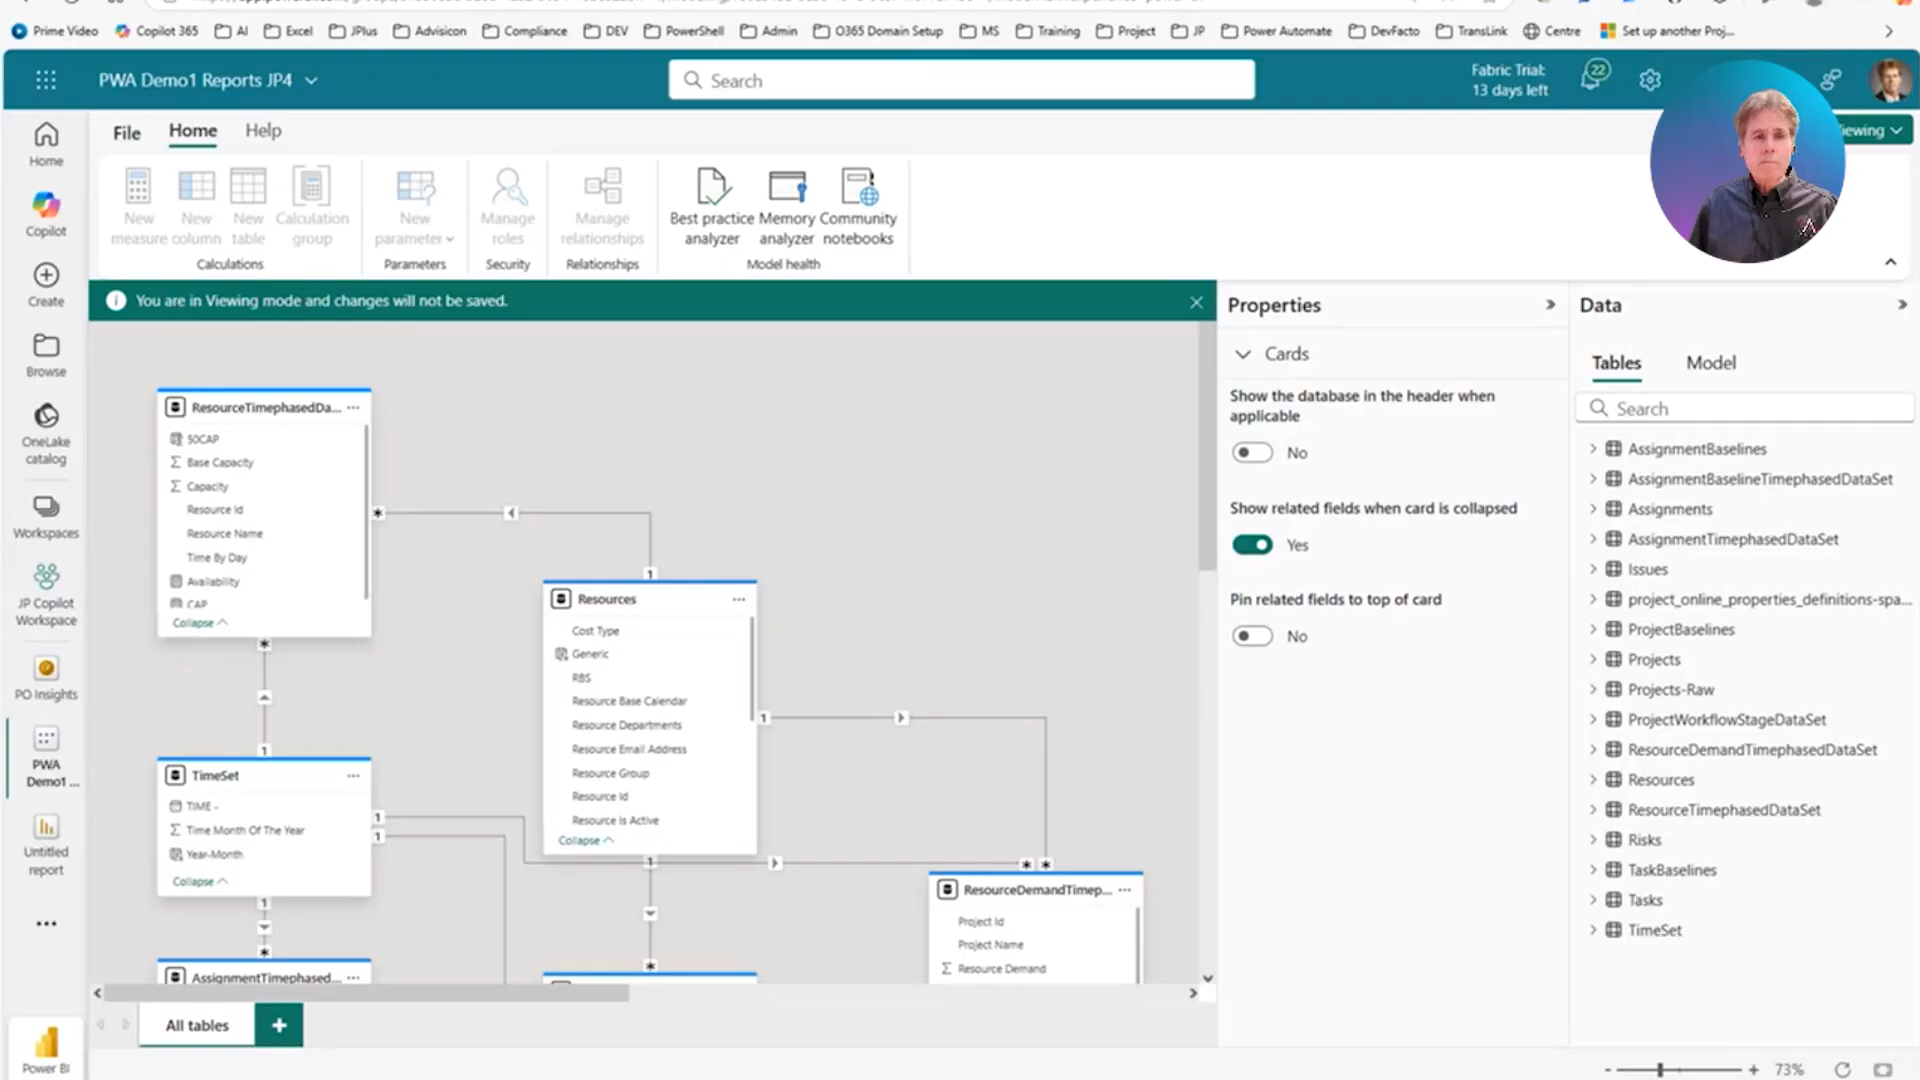 Prime Video
Copilot 365
AI
Excel
JPlus
Advisicon
Compliance
DEV
PowerShell
Admin
O365 Domain Setup
MS
Training
Project
JP
Power Automate
DevFacto
TransLink
Centre
Set up another Proj...
PWA Demo1 Reports JP4
Search
Fabric Trial:
13 days left
22
File
Home
Help
New
measure
New
column
New
table
Calculation
group
Calculations
New
parameter
Parameters
Manage
roles
Security
Manage
relationships
Relationships
Best practice
analyzer
Memory
analyzer
Community
notebooks
Model health
You are in Viewing mode and changes will not be saved.
Home
Copilot
Create
Browse
OneLake
catalog
Workspaces
JP Copilot
Workspace
PO Insights
PWA
Demo1 ...
Untitled
report
Power BI
ResourceTimephasedDa...
50CAP
Base Capacity
Capacity
Resource Id
Resource Name
Time By Day
Availability
CAP
Collapse
Resources
Cost Type
Generic
RBS
Resource Base Calendar
Resource Departments
Resource Email Address
Resource Group
Resource Id
Resource Is Active
Collapse
TimeSet
TIME -
Time Month Of The Year
Year-Month
Collapse
AssignmentTimephased...
ResourceDemandTimep...
Project Id
Project Name
Resource Demand
All tables
Properties
Cards
Show the database in the header when
applicable
No
Show related fields when card is collapsed
Yes
Pin related fields to top of card
No
Data
Tables
Model
Search
AssignmentBaselines
AssignmentBaselineTimephasedDataSet
Assignments
AssignmentTimephasedDataSet
Issues
project_online_properties_definitions-spa...
ProjectBaselines
Projects
Projects-Raw
ProjectWorkflowStageDataSet
ResourceDemandTimephasedDataSet
Resources
ResourceTimephasedDataSet
Risks
TaskBaselines
Tasks
TimeSet
73%